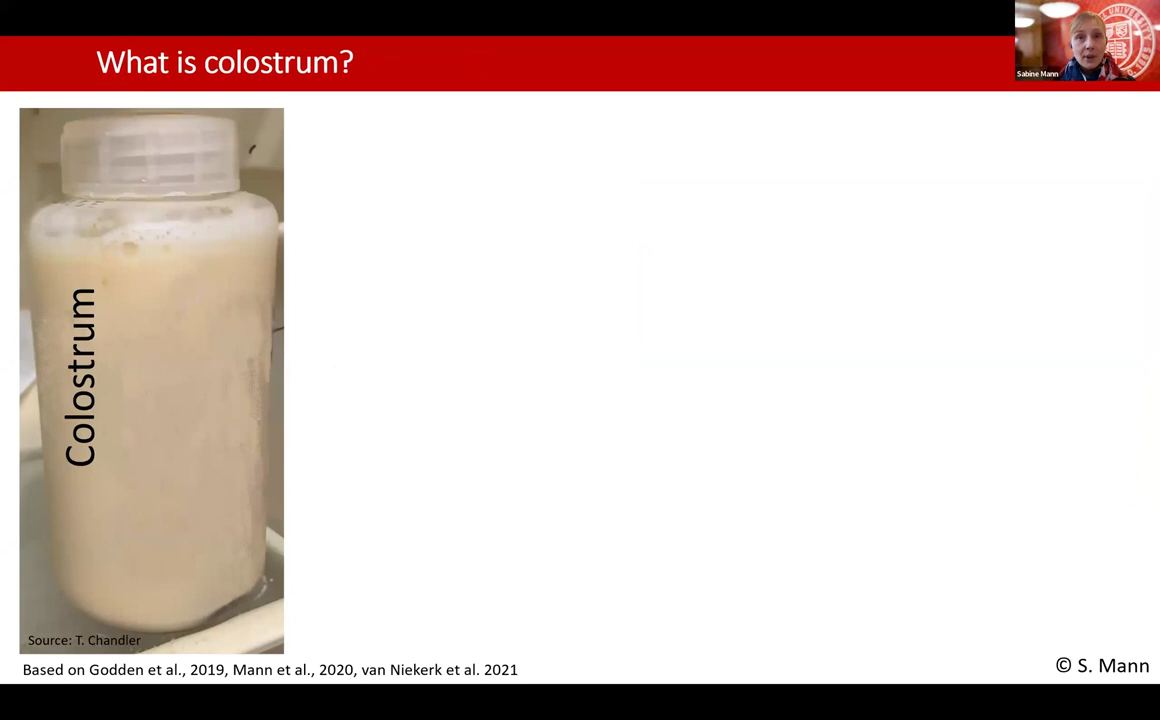 What is colostrum?
Sabine Mann
Colostrum
Source: T. Chandler
Based on Godden et al., 2019, Mann et al., 2020, van Niekerk et al. 2021
© S. Mann